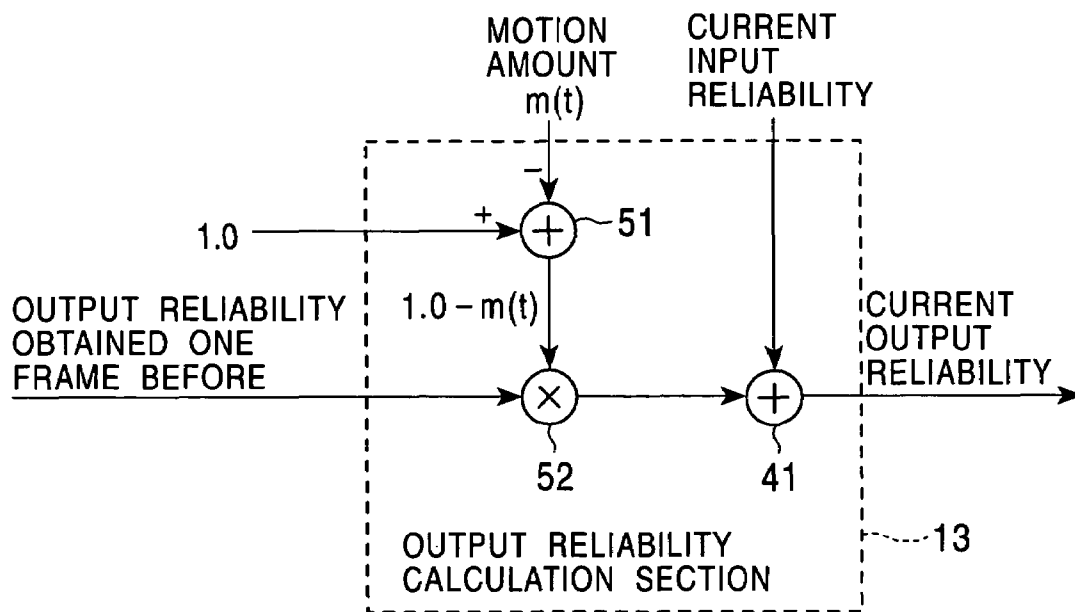 MOTION
AMOUNT
m(t)
CURRENT
INPUT
RELIABILITY
−
+
+
51
1.0
1.0 – m(t)
OUTPUT RELIABILITY
OBTAINED ONE
FRAME BEFORE
CURRENT
OUTPUT
RELIABILITY
×
+
52
41
OUTPUT RELIABILITY
CALCULATION SECTION
13